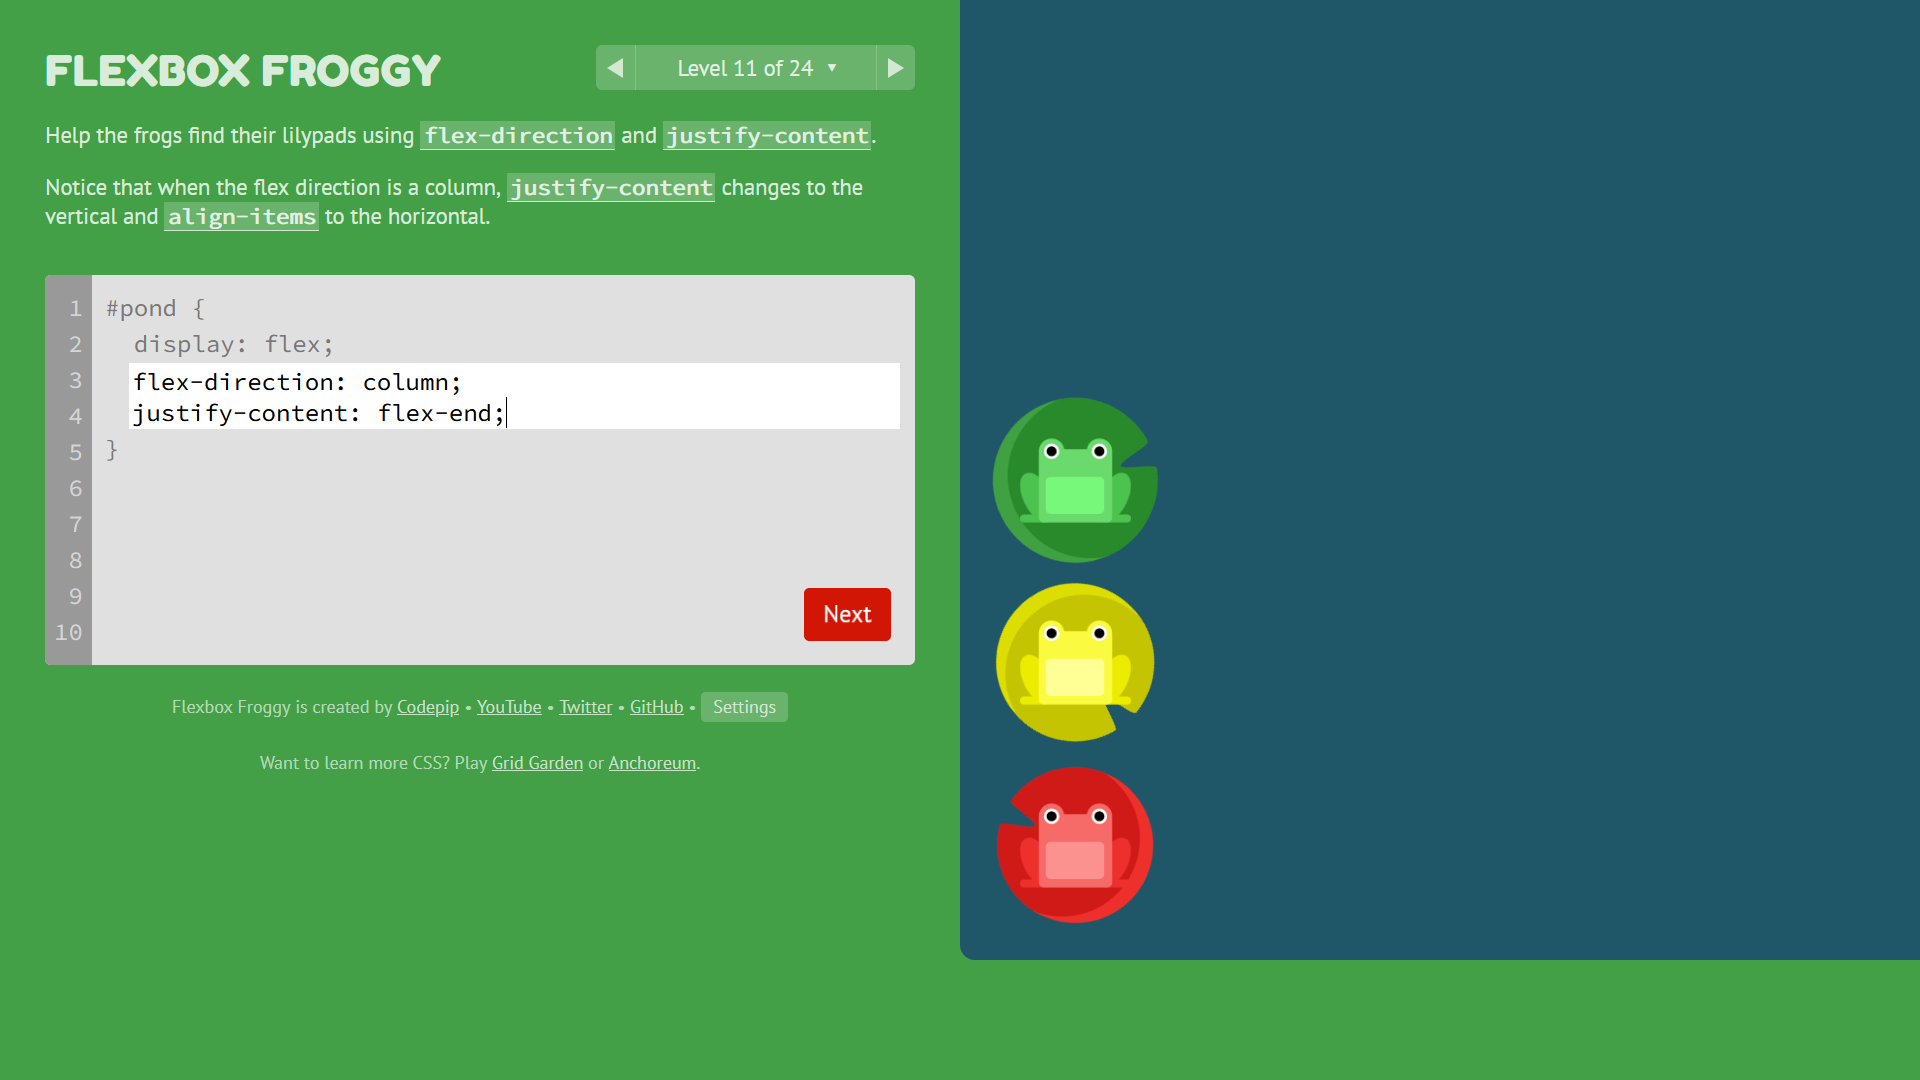 FLEXBOX FROGGY
Level 11 of 24 ▼
Help the frogs find their lilypads using flex-direction and justify-content.
Notice that when the flex direction is a column, justify-content changes to the
vertical and align-items to the horizontal.
1 #pond {
2 display: flex;
3 flex-direction: column;
4 justify-content: flex-end;
5 }
6
7
8
9
10
Next
Flexbox Froggy is created by Codepip • YouTube • Twitter • GitHub • Settings
Want to learn more CSS? Play Grid Garden or Anchoreum.